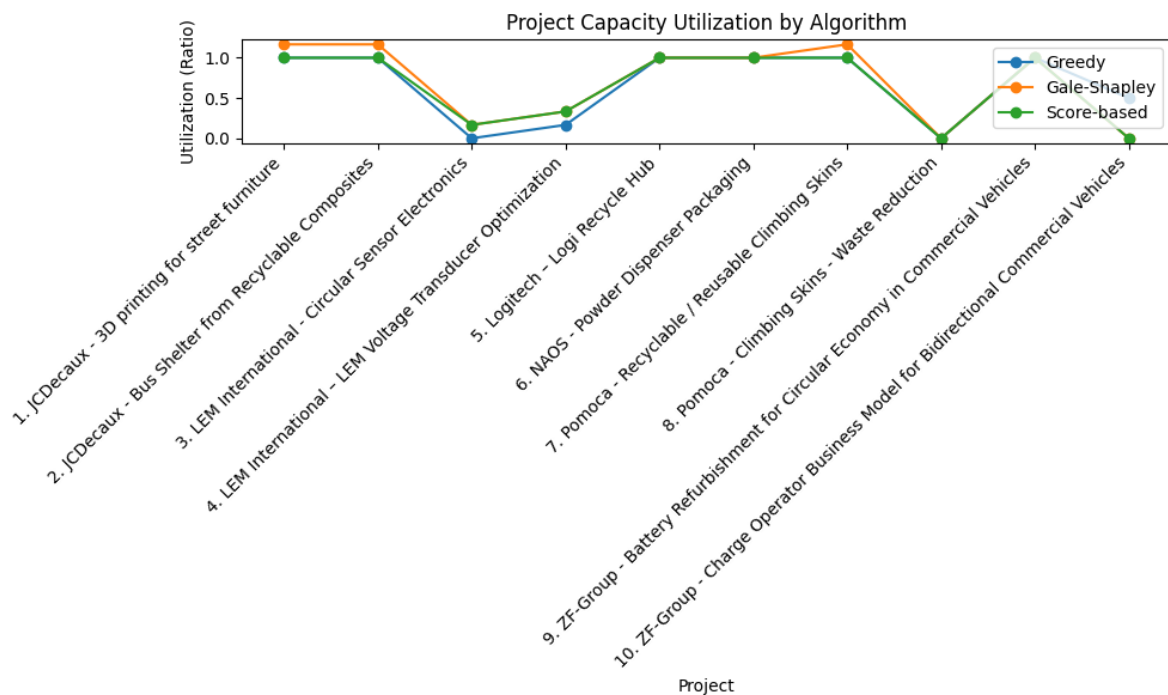 Project Capacity Utilization by Algorithm
Utilization (Ratio)
1.0
0.5
0.0
Greedy
Gale-Shapley
Score-based
1. JCDecaux - 3D printing for street furniture
2. JCDecaux - Bus Shelter from Recyclable Composites
3. LEM International - Circular Sensor Electronics
4. LEM International – LEM Voltage Transducer Optimization
5. Logitech – Logi Recycle Hub
6. NAOS - Powder Dispenser Packaging
7. Pomoca - Recyclable / Reusable Climbing Skins
8. Pomoca - Climbing Skins - Waste Reduction
9. ZF-Group - Battery Refurbishment for Circular Economy in Commercial Vehicles
10. ZF-Group - Charge Operator Business Model for Bidirectional Commercial Vehicles
Project